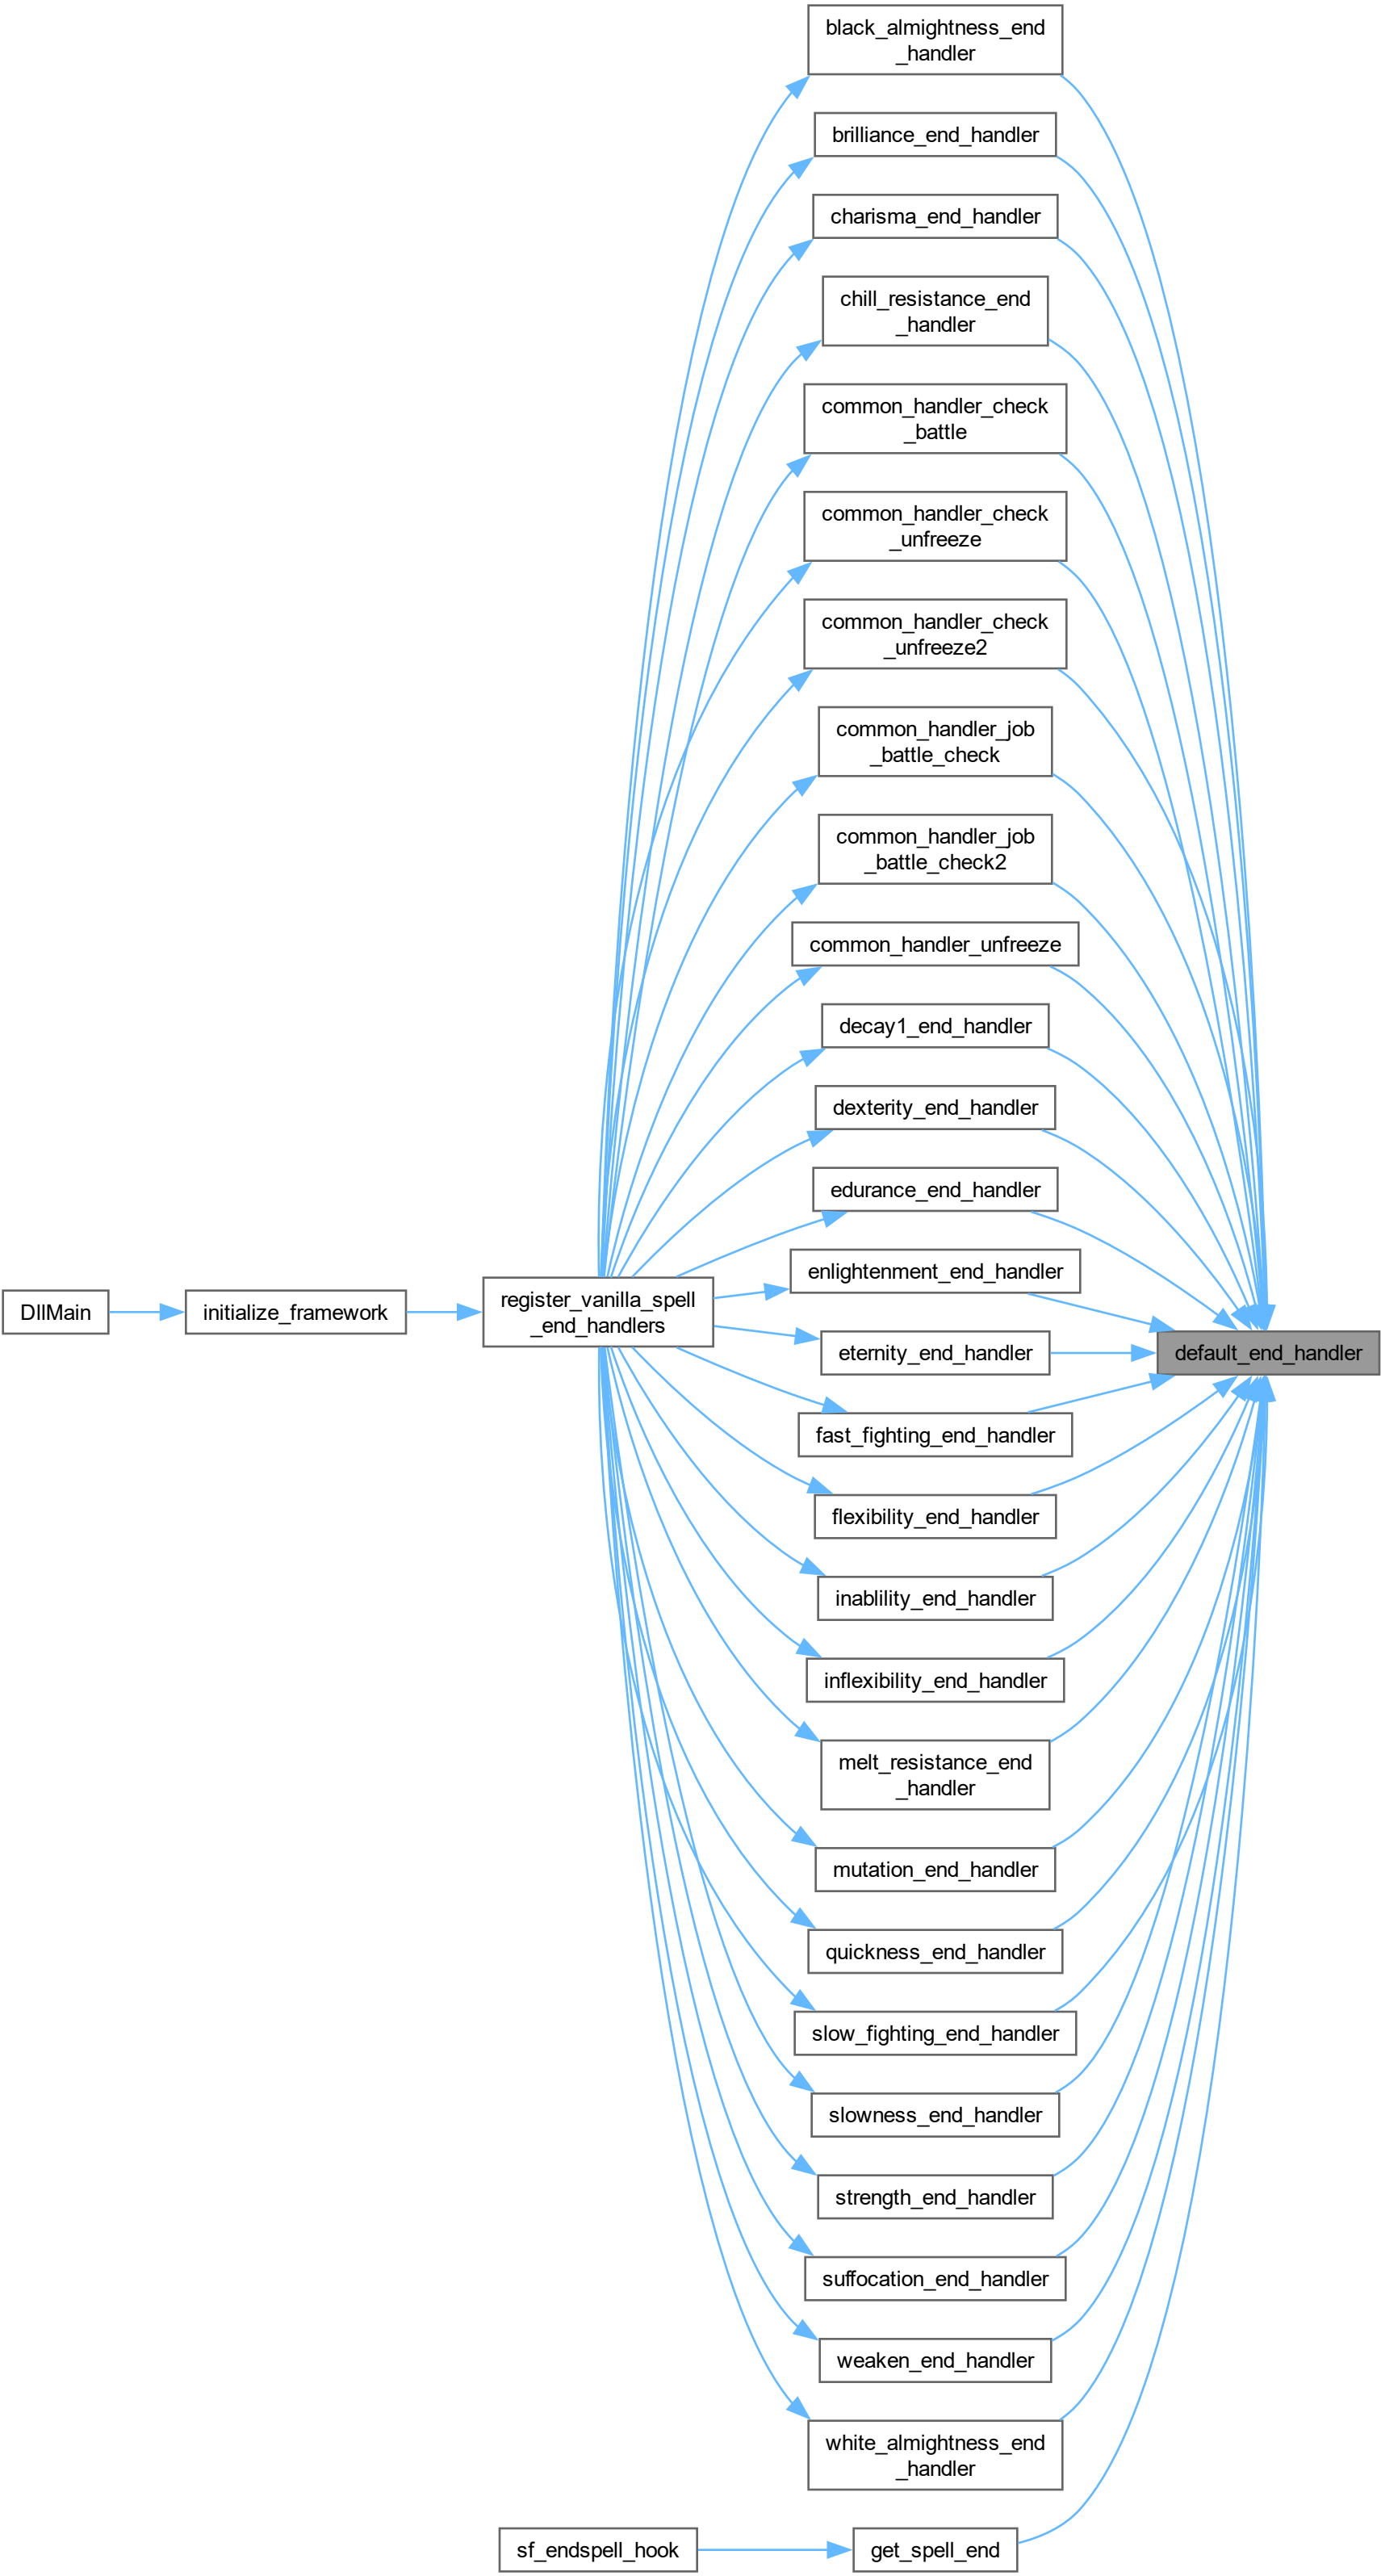 black_almightness_end
_handler
brilliance_end_handler
charisma_end_handler
chill_resistance_end
_handler
common_handler_check
_battle
common_handler_check
_unfreeze
common_handler_check
_unfreeze2
common_handler_job
_battle_check
common_handler_job
_battle_check2
common_handler_unfreeze
decay1_end_handler
dexterity_end_handler
edurance_end_handler
enlightenment_end_handler
DllMain
initialize_framework
register_vanilla_spell
_end_handlers
eternity_end_handler
default_end_handler
fast_fighting_end_handler
flexibility_end_handler
inablility_end_handler
inflexibility_end_handler
melt_resistance_end
_handler
mutation_end_handler
quickness_end_handler
slow_fighting_end_handler
slowness_end_handler
strength_end_handler
suffocation_end_handler
weaken_end_handler
white_almightness_end
_handler
sf_endspell_hook
get_spell_end